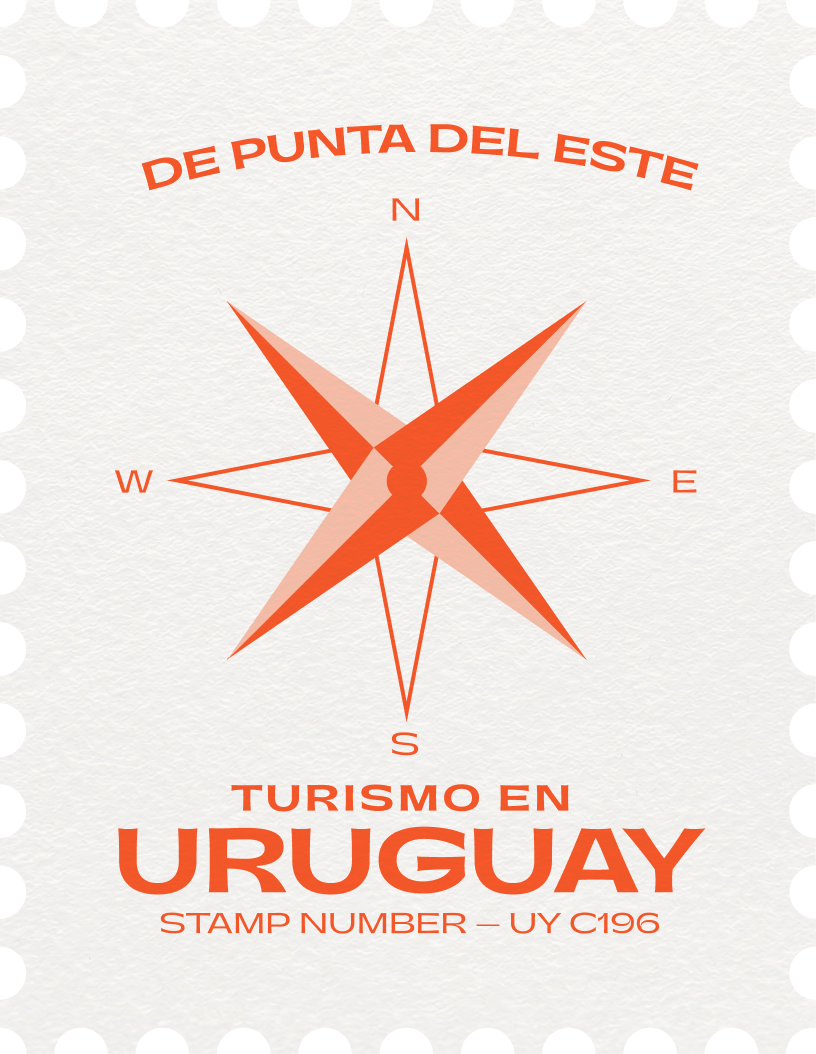 DE PUNTA DEL ESTE
N
W
E
S
TURISMO EN
URUGUAY
STAMP NUMBER – UY C196